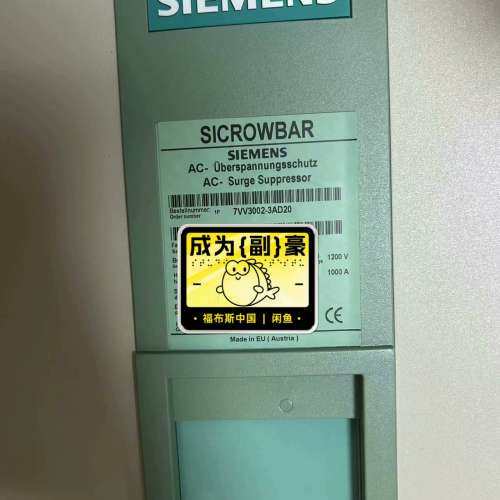 SIEMENS
SICROWBAR
SIEMENS
AC- Überspannungsschutz
AC- Surge Suppressor
Bestellnummer:
Order number
1P 7VV3002-3AD20
成为{副}豪
1200 V
1000 A
·福布斯中国 | 闲鱼·
CE
Made in EU ( Austria )